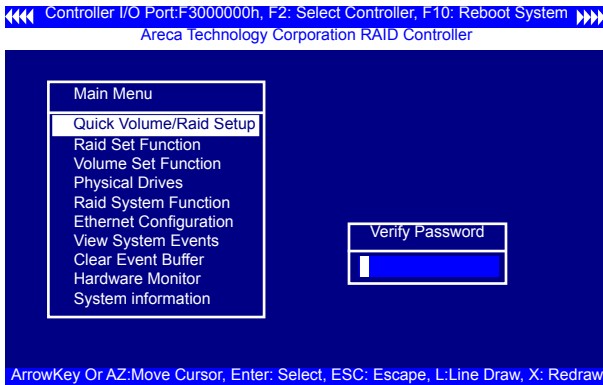 Controller I/O Port:F3000000h, F2: Select Controller, F10: Reboot System
Areca Technology Corporation RAID Controller
Main Menu
Quick Volume/Raid Setup
Raid Set Function
Volume Set Function
Physical Drives
Raid System Function
Ethernet Configuration
View System Events
Clear Event Buffer
Hardware Monitor
System information
Verify Password
ArrowKey Or AZ:Move Cursor, Enter: Select, ESC: Escape, L:Line Draw, X: Redraw